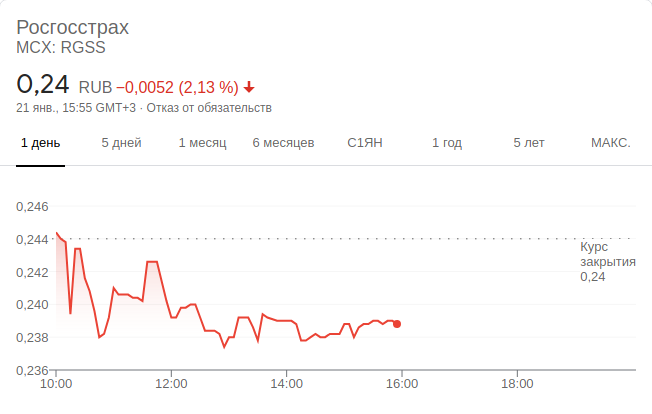 Росгосстрах
MCX: RGSS
0,24 RUB −0,0052 (2,13 %)
21 янв., 15:55 GMT+3 · Отказ от обязательств
1 день 5 дней 1 месяц 6 месяцев С1ЯН 1 год 5 лет МАКС.
0,246
0,244
Курс
закрытия
0,24
0,242
0,240
0,238
0,236
10:00 12:00 14:00 16:00 18:00